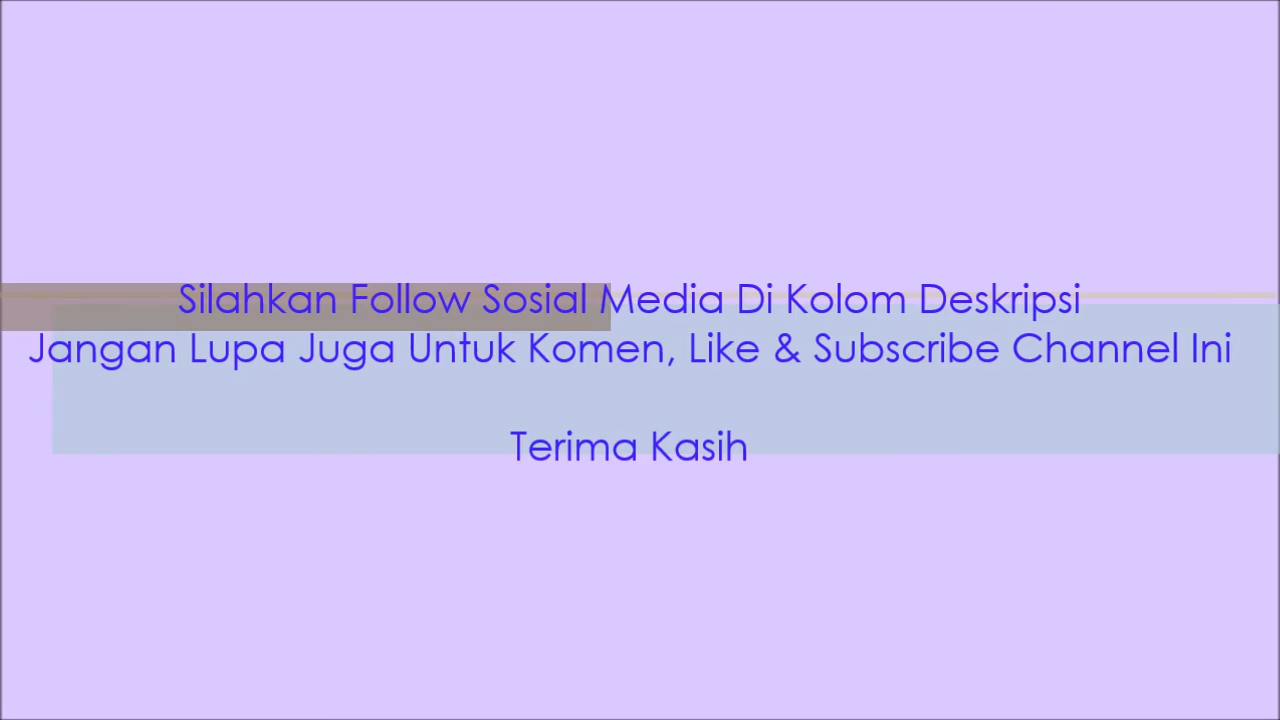 Silahkan Follow Sosial Media Di Kolom Deskripsi
Jangan Lupa Juga Untuk Komen, Like & Subscribe Channel Ini
Terima Kasih